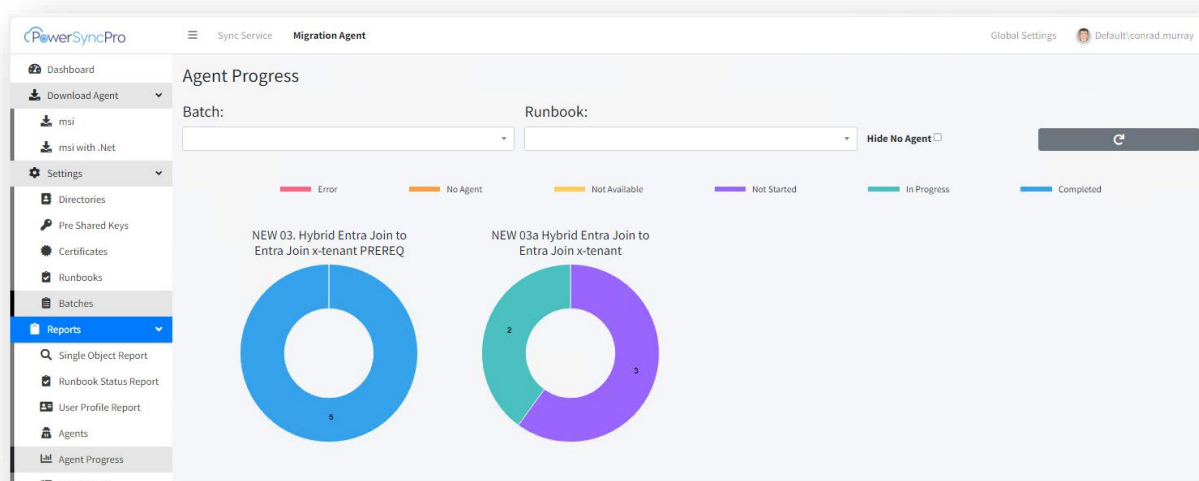 PowerSyncPro
Sync Service
Migration Agent
Global Settings
Default\conrad.murray
Dashboard
Download Agent
msi
msi with .Net
Settings
Directories
Pre Shared Keys
Certificates
Runbooks
Batches
Reports
Single Object Report
Runbook Status Report
User Profile Report
Agents
Agent Progress
Agent Progress
Batch:
Runbook:
Hide No Agent
Error
No Agent
Not Available
Not Started
In Progress
Completed
NEW 03. Hybrid Entra Join to
Entra Join x-tenant PREREQ
5
NEW 03a Hybrid Entra Join to
Entra Join x-tenant
2
3